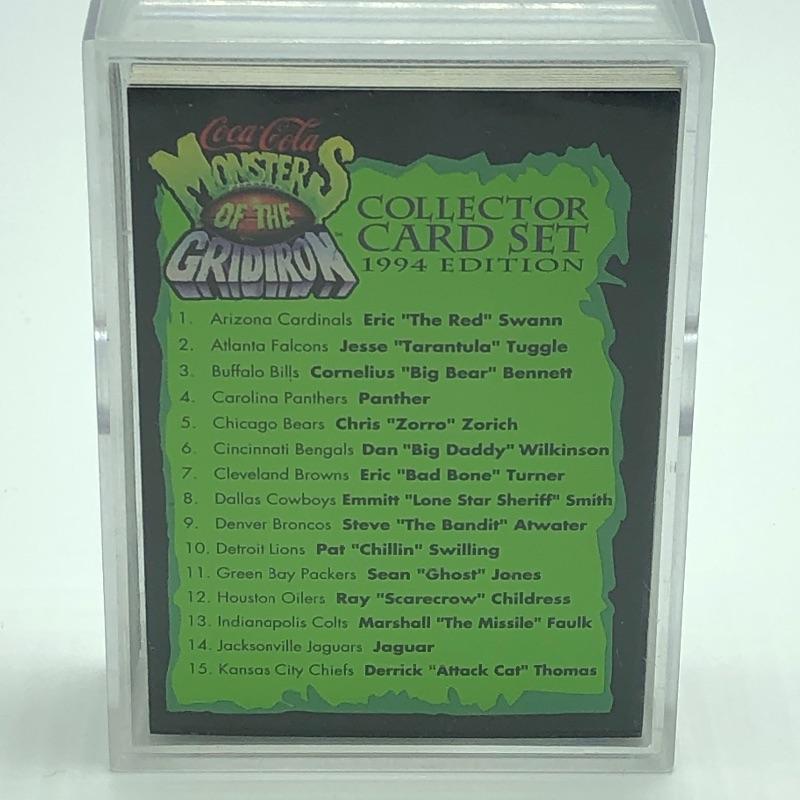 Coca-Cola
MONSTERS
OF THE
GRIDIRON
™
COLLECTOR
CARD SET
1994 EDITION
1. Arizona Cardinals Eric "The Red" Swann
2. Atlanta Falcons Jesse "Tarantula" Tuggle
3. Buffalo Bills Cornelius "Big Bear" Bennett
4. Carolina Panthers Panther
5. Chicago Bears Chris "Zorro" Zorich
6. Cincinnati Bengals Dan "Big Daddy" Wilkinson
7. Cleveland Browns Eric "Bad Bone" Turner
8. Dallas Cowboys Emmitt "Lone Star Sheriff" Smith
9. Denver Broncos Steve "The Bandit" Atwater
10. Detroit Lions Pat "Chillin" Swilling
11. Green Bay Packers Sean "Ghost" Jones
12. Houston Oilers Ray "Scarecrow" Childress
13. Indianapolis Colts Marshall "The Missile" Faulk
14. Jacksonville Jaguars Jaguar
15. Kansas City Chiefs Derrick "Attack Cat" Thomas